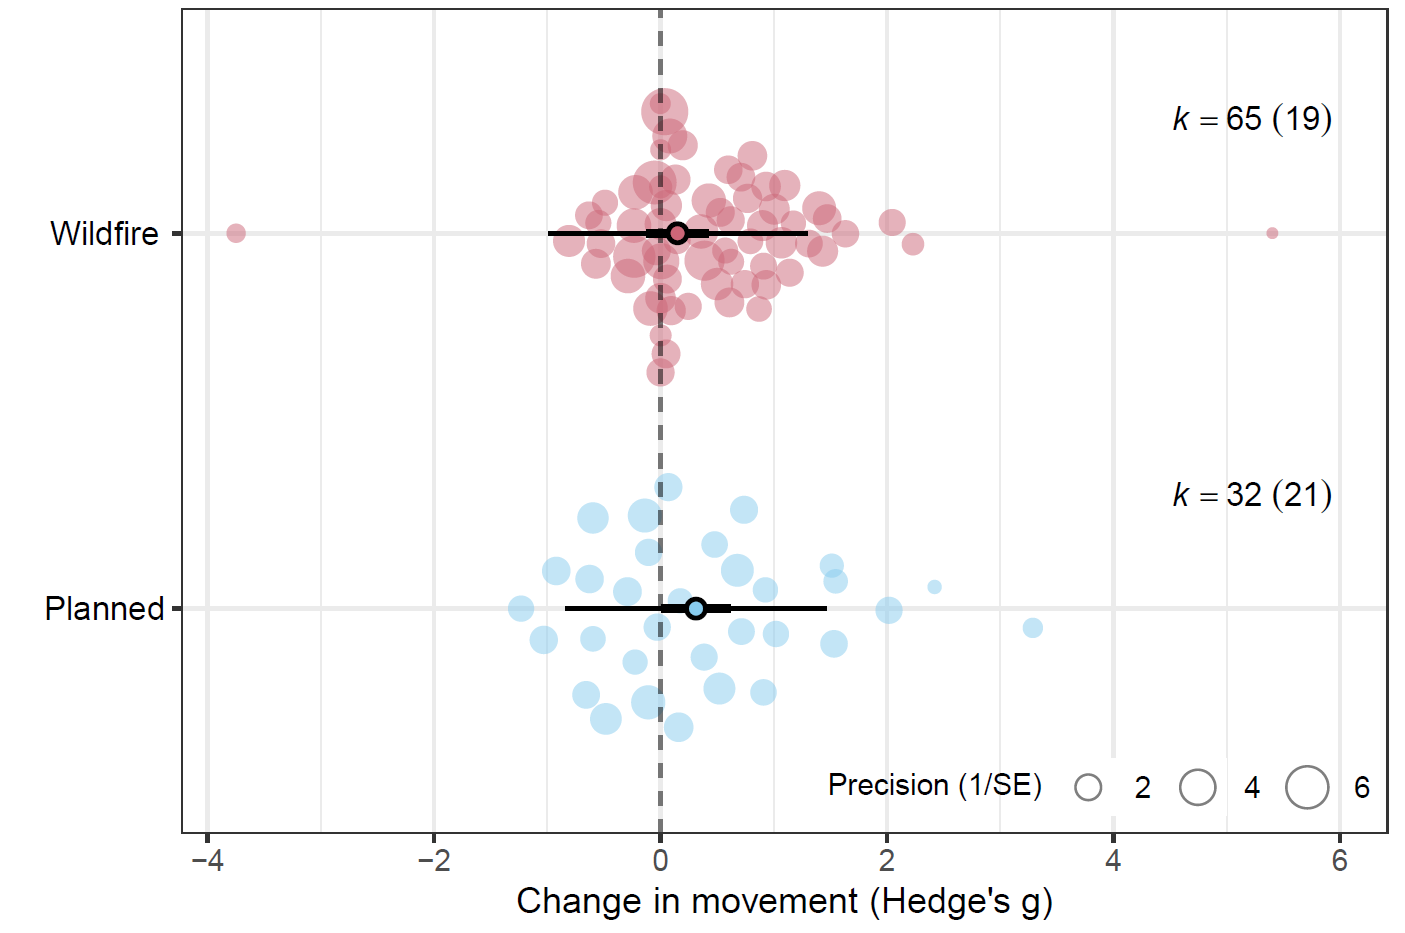 k = 65 (19)
Wildfire
k = 32 (21)
Planned
Precision (1/SE) 2 4 6
−4 −2 0 2 4 6
Change in movement (Hedge's g)